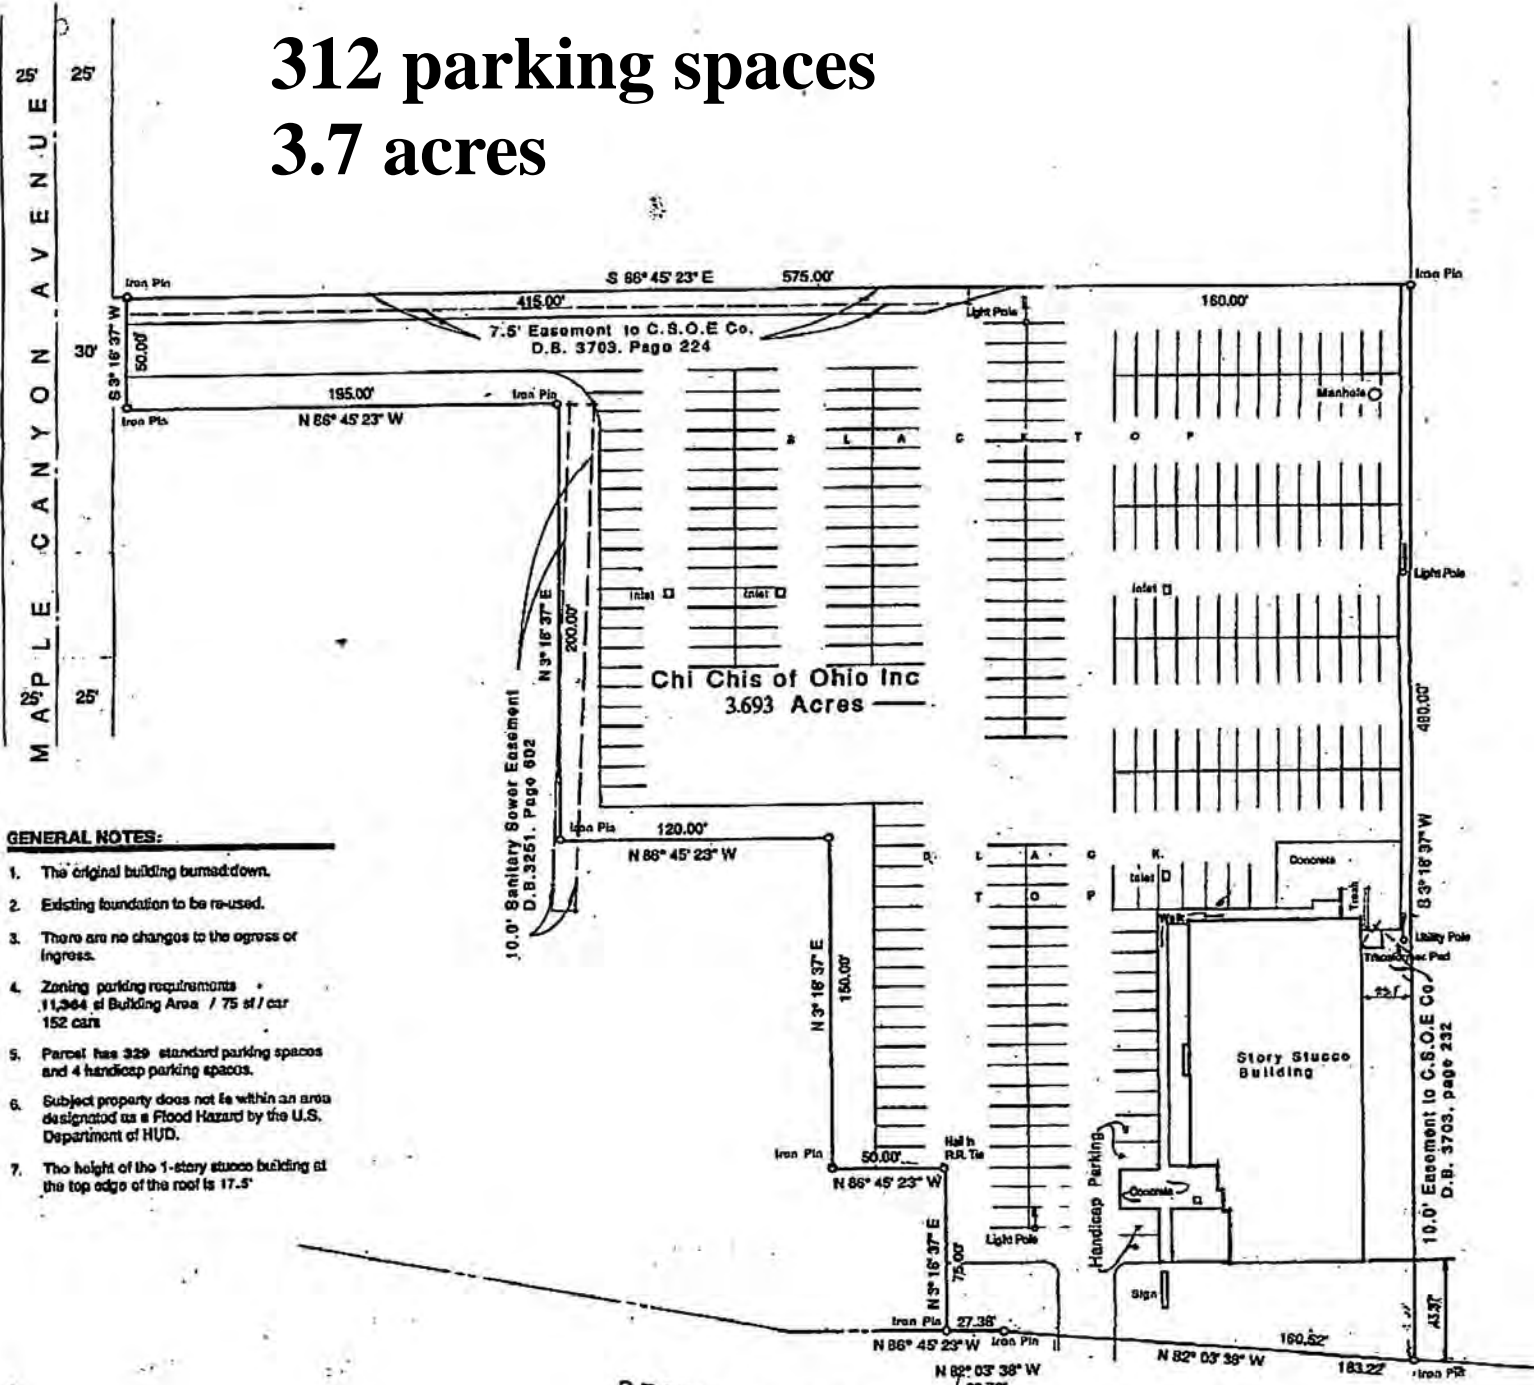 312 parking spaces
3.7 acres
25' 25'
MAPLE CANYON AVENUE
30'
25' 25'
Iron Pin
S 86° 45' 23" E 575.00'
Iron Pin
415.00'
160.00'
Light Pole
7.5' Easement to C.S.O.E Co.
D.B. 3703, Page 224
S 3° 16' 37" W
50.00'
195.00'
Iron Pin
Iron Pin
N 86° 45' 23" W
Manhole
B L A C K T O P
Light Pole
Inlet
Inlet
Inlet
N 3° 16' 37" E
200.00'
Chi Chis of Ohio Inc
3.693 Acres
10.0' Sanitary Sewer Easement
D.B.3251, Page 602
480.00'
S 3° 16' 37" W
Iron Pin
120.00'
N 86° 45' 23" W
GENERAL NOTES:
1. The original building burned down.
2. Existing foundation to be re-used.
3. There are no changes to the egress or
ingress.
4. Zoning parking requirements
11,364 sf Building Area / 75 sf / car
152 cars
5. Parcel has 329 standard parking spaces
and 4 handicap parking spaces.
6. Subject property does not lie within an area
designated as a Flood Hazard by the U.S.
Department of HUD.
7. The height of the 1-story stucco building at
the top edge of the roof is 17.5'
B L A C K
T O P
Inlet
Concrete
Trash
Walk
Utility Pole
Transformer Pad
N 3° 16' 37" E
150.00'
Story Stucco
Building
10.0' Easement to C.S.O.E Co.
D.B. 3703, page 232
Handicap Parking
Iron Pin
50.00'
Nail in
R.R. Tie
N 86° 45' 23" W
Concrete
N 3° 16' 37" E
75.00'
Light Pole
Sign
Iron Pin
27.38'
Iron Pin
N 86° 45' 23" W
160.52'
N 82° 03' 38" W
183.22'
Iron Pin
N 82° 03' 38" W